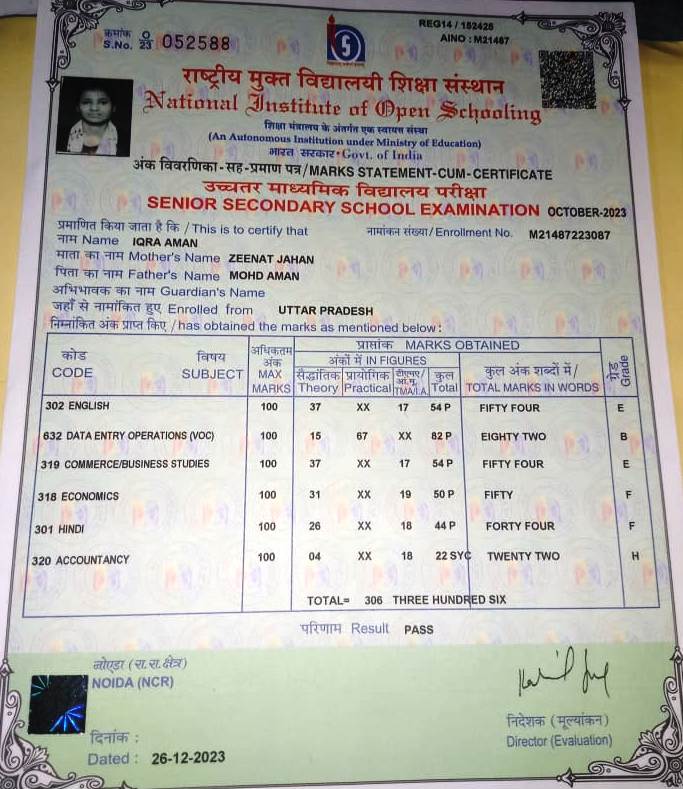 REG14 / 152428
क्रमांक O
S.No. 23 052588
AINO : M21487
राष्ट्रीय मुक्त विद्यालयी शिक्षा संस्थान
National Institute of Open Schooling
शिक्षा मंत्रालय के अंतर्गत एक स्वायत्त संस्था
(An Autonomous Institution under Ministry of Education)
भारत सरकार•Govt. of India
अंक विवरणिका-सह-प्रमाण पत्र/MARKS STATEMENT-CUM-CERTIFICATE
उच्चतर माध्यमिक विद्यालय परीक्षा
SENIOR SECONDARY SCHOOL EXAMINATION OCTOBER-2023
प्रमाणित किया जाता है कि / This is to certify that नामांकन संख्या/Enrollment No. M21487223087
नाम Name IQRA AMAN
माता का नाम Mother's Name ZEENAT JAHAN
पिता का नाम Father's Name MOHD AMAN
अभिभावक का नाम Guardian's Name
जहाँ से नामांकित हुए Enrolled from UTTAR PRADESH
निम्नांकित अंक प्राप्त किए / has obtained the marks as mentioned below :
कोड विषय अधिकतम अंक प्राप्तांक MARKS OBTAINED ग्रेड
CODE SUBJECT MAX MARKS अंकों में IN FIGURES कुल अंक शब्दों में/ TOTAL MARKS IN WORDS Grade
सैद्धांतिक Theory प्रायोगिक Practical टीएमए/ TMA/I.A. कुल Total
302 ENGLISH 100 37 XX 17 54 P FIFTY FOUR E
632 DATA ENTRY OPERATIONS (VOC) 100 15 67 XX 82 P EIGHTY TWO B
319 COMMERCE/BUSINESS STUDIES 100 37 XX 17 54 P FIFTY FOUR E
318 ECONOMICS 100 31 XX 19 50 P FIFTY F
301 HINDI 100 26 XX 18 44 P FORTY FOUR F
320 ACCOUNTANCY 100 04 XX 18 22 SYC TWENTY TWO H
TOTAL= 306 THREE HUNDRED SIX
परिणाम Result PASS
नोएडा (रा.रा.क्षेत्र)
NOIDA (NCR)
निदेशक (मूल्यांकन)
Director (Evaluation)
दिनांक :
Dated : 26-12-2023